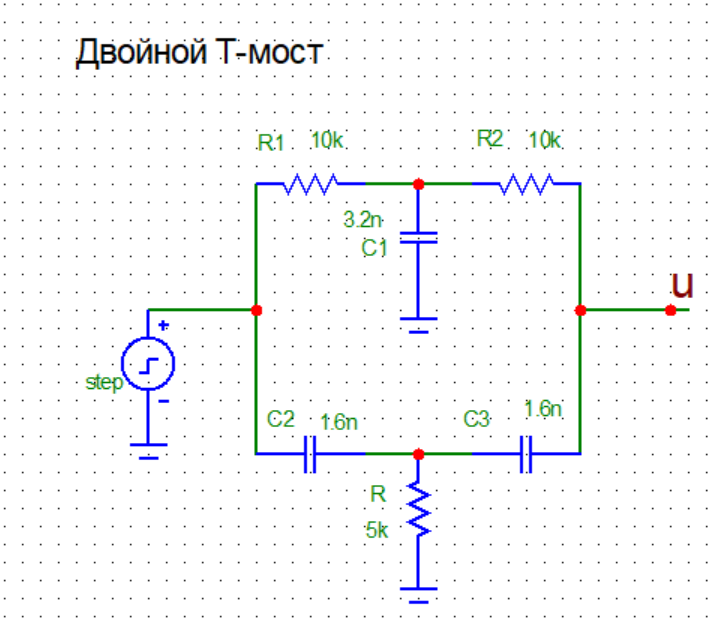 Двойной Т-мост
R1 10k
R2 10k
3.2n
C1
u
step
C2 1.6n
C3 1.6n
R
5k